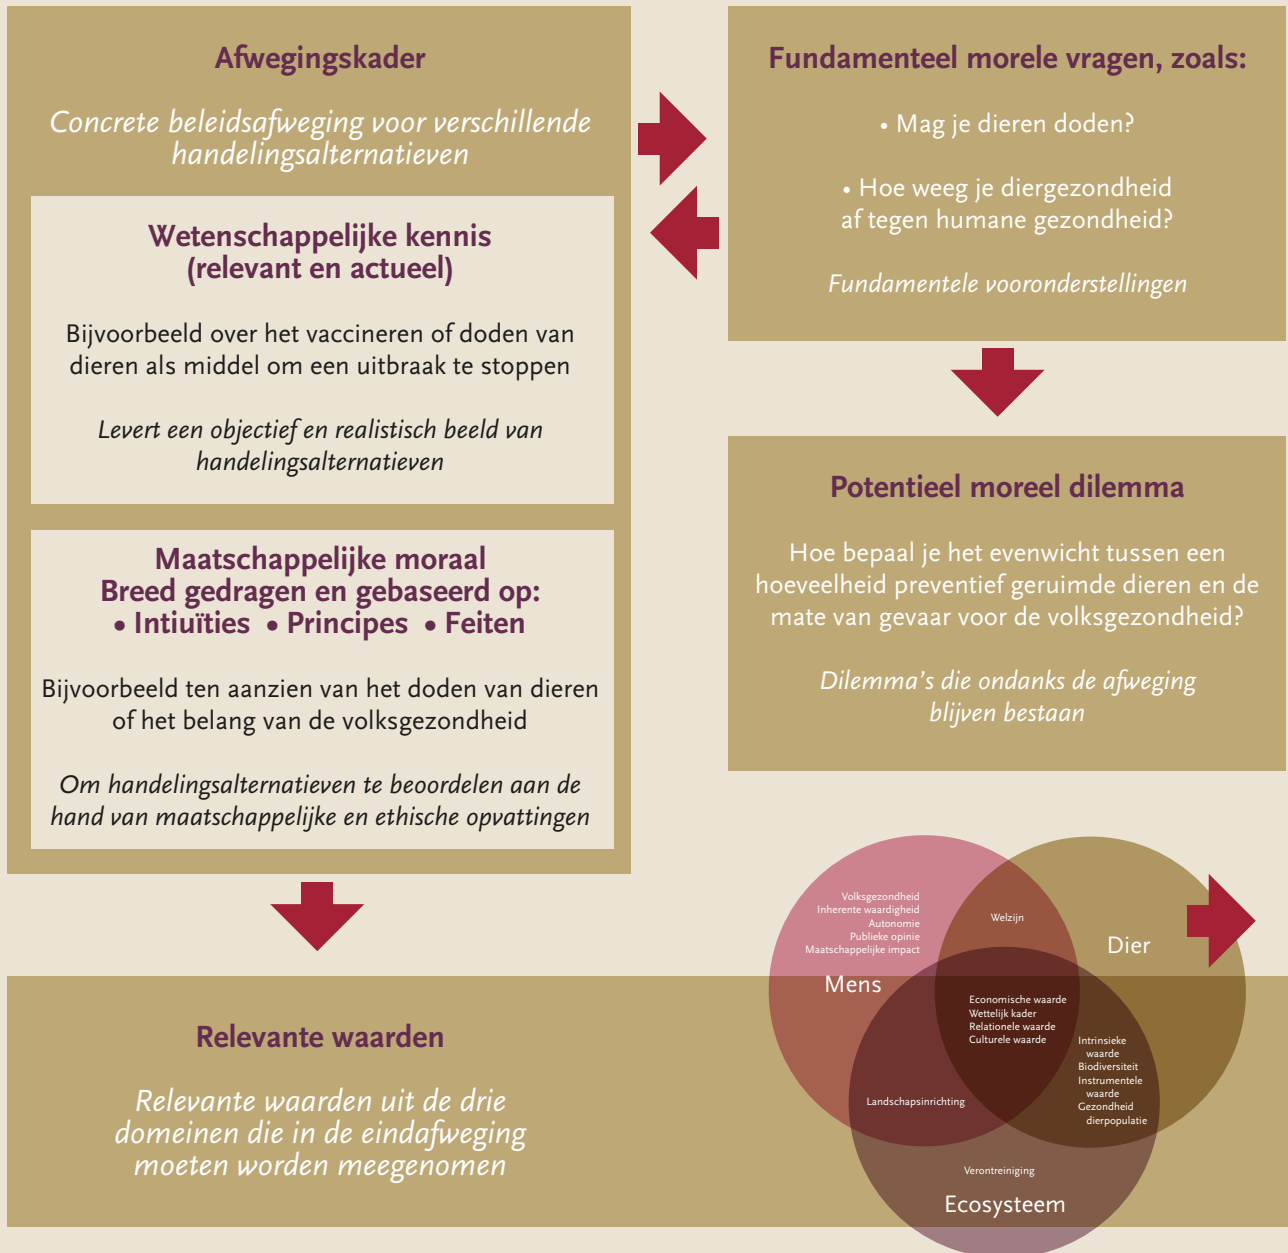 Afwegingskader
Concrete beleidsafweging voor verschillende
handelingsalternatieven
Wetenschappelijke kennis
(relevant en actueel)
Bijvoorbeeld over het vaccineren of doden van
dieren als middel om een uitbraak te stoppen
Levert een objectief en realistisch beeld van
handelingsalternatieven
Maatschappelijke moraal
Breed gedragen en gebaseerd op:
• Intiuïties • Principes • Feiten
Bijvoorbeeld ten aanzien van het doden van dieren
of het belang van de volksgezondheid
Om handelingsalternatieven te beoordelen aan de
hand van maatschappelijke en ethische opvattingen
Fundamenteel morele vragen, zoals:
• Mag je dieren doden?
• Hoe weeg je diergezondheid
af tegen humane gezondheid?
Fundamentele vooronderstellingen
Potentieel moreel dilemma
Hoe bepaal je het evenwicht tussen een
hoeveelheid preventief geruimde dieren en de
mate van gevaar voor de volksgezondheid?
Dilemma's die ondanks de afweging
blijven bestaan
Relevante waarden
Relevante waarden uit de drie
domeinen die in de eindafweging
moeten worden meegenomen
Volksgezondheid
Inherente waardigheid
Autonomie
Publieke opinie
Maatschappelijke impact
Mens
Welzijn
Dier
Economische waarde
Wettelijk kader
Relationele waarde
Culturele waarde
Intrinsieke
waarde
Biodiversiteit
Instrumentele
waarde
Gezondheid
dierpopulatie
Landschapsinrichting
Verontreiniging
Ecosysteem